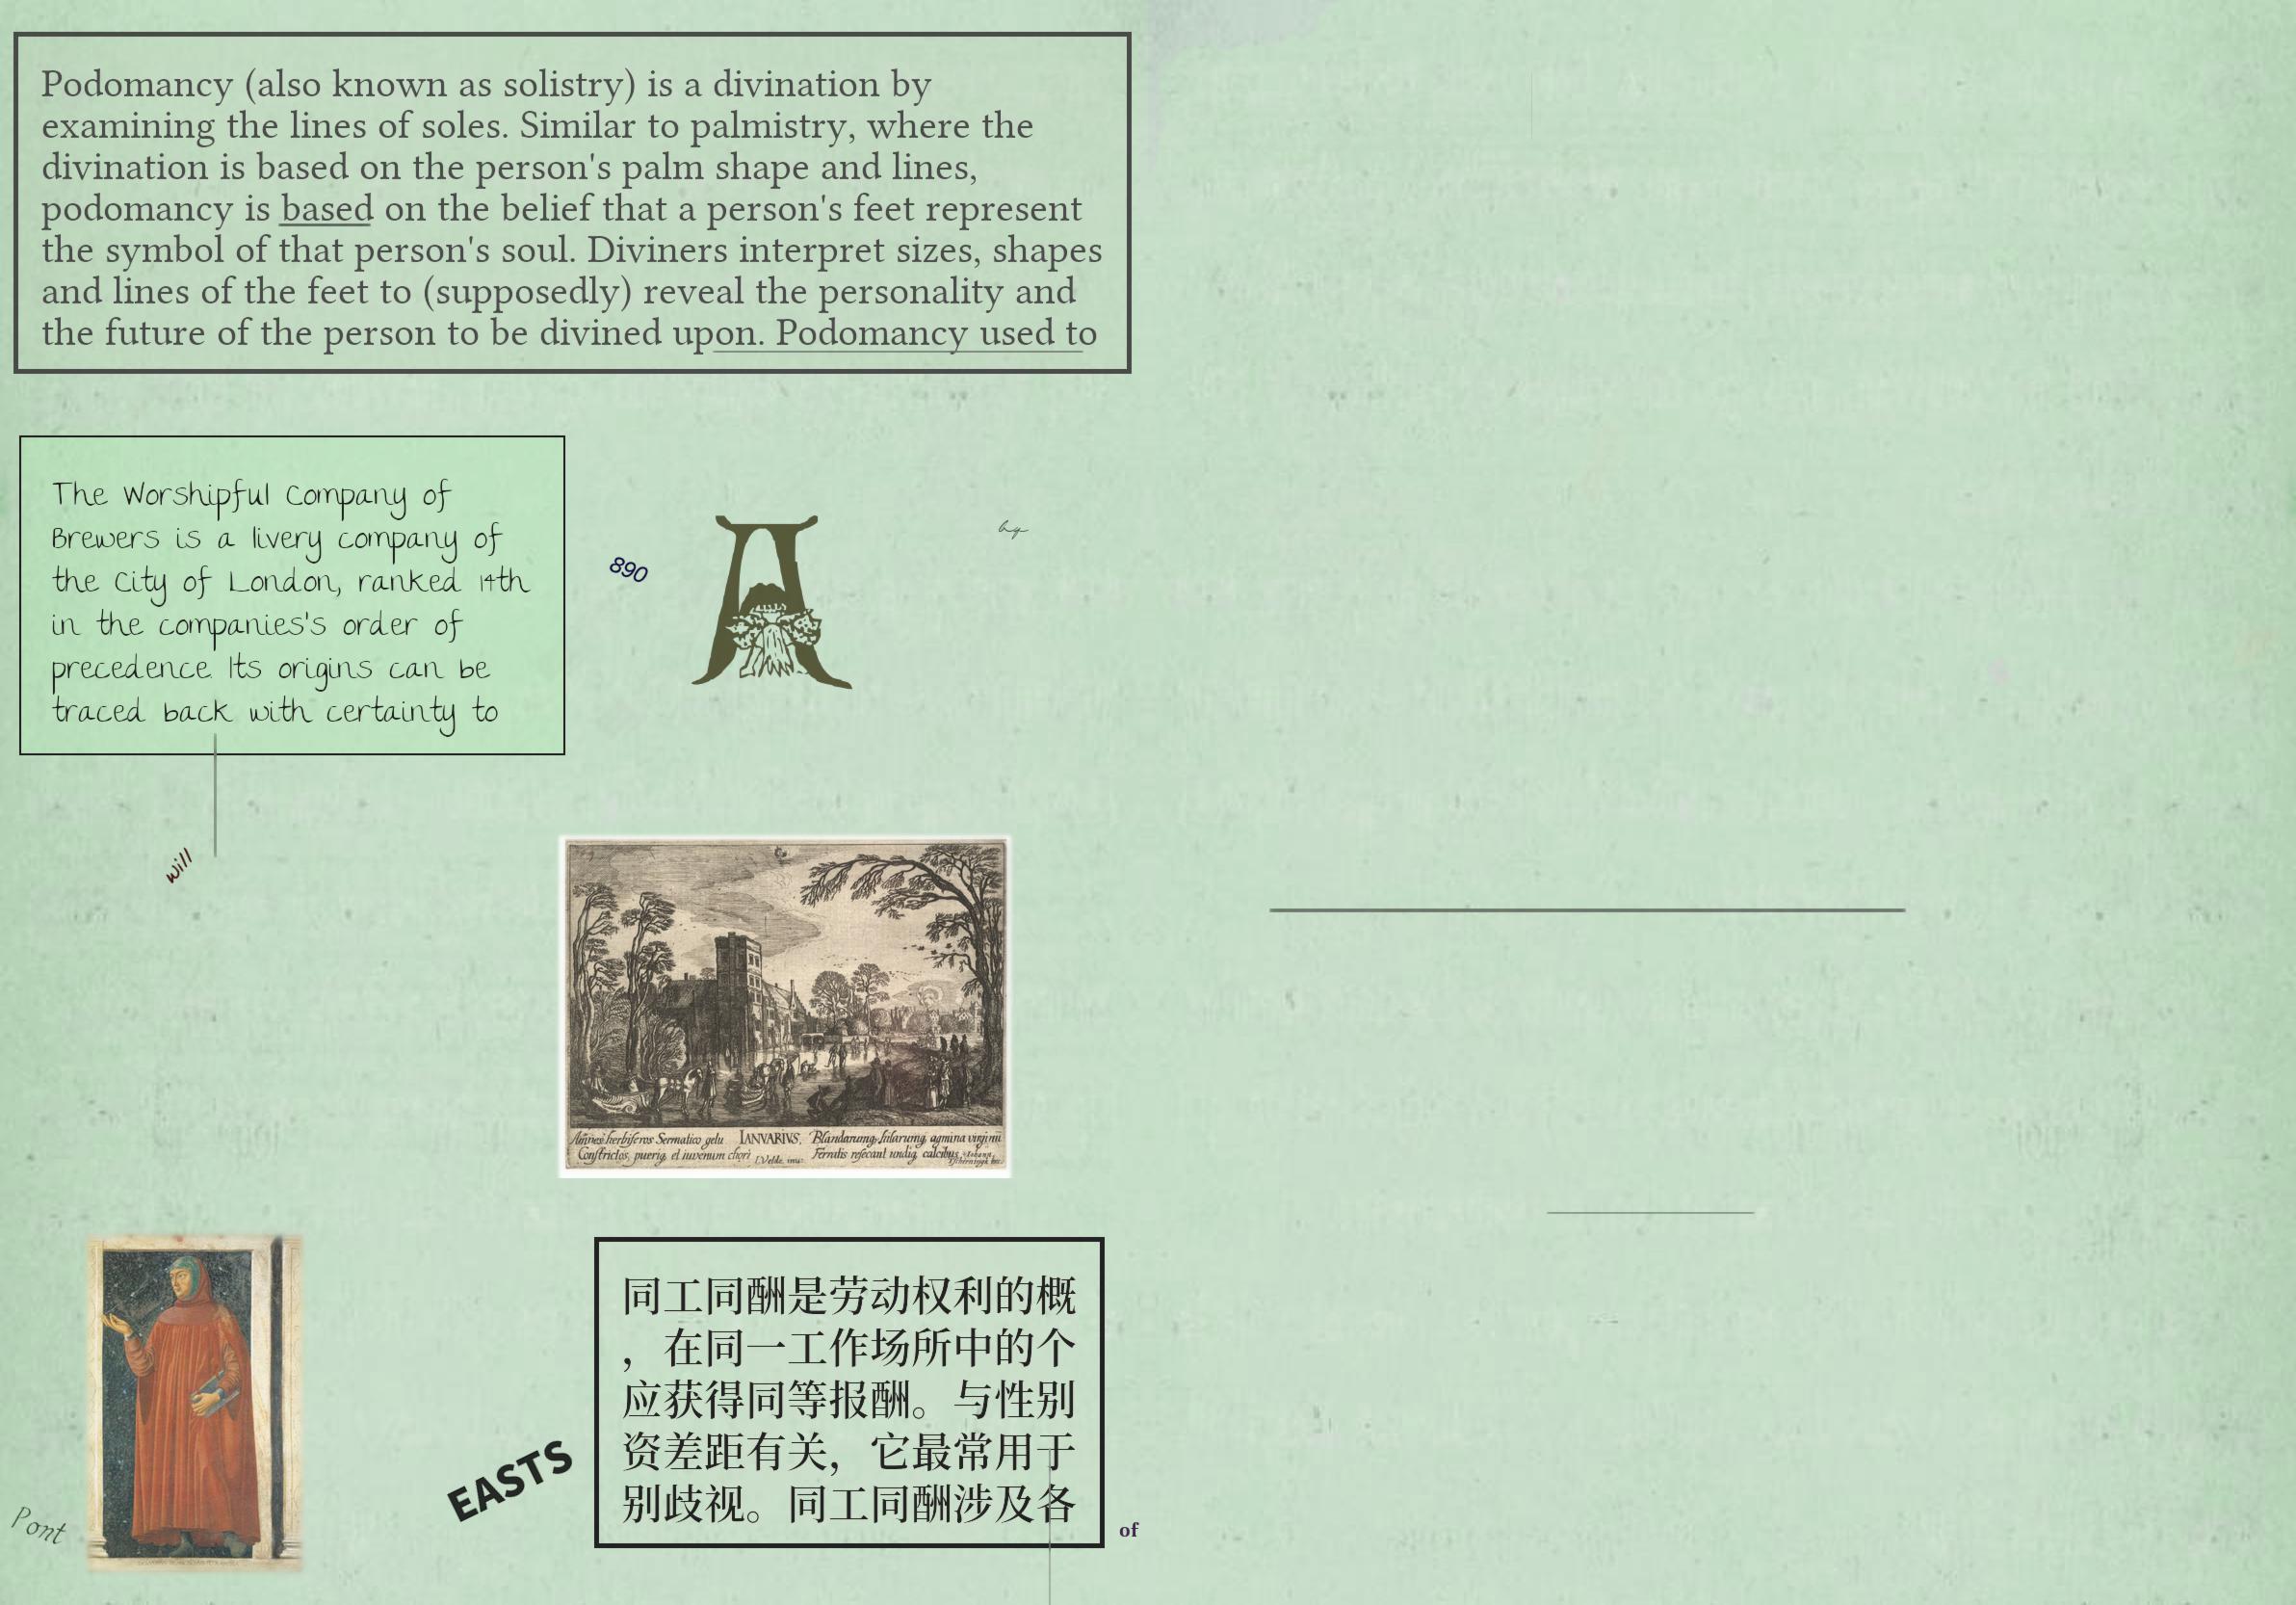 Podomancy (also known as solistry) is a divination by
examining the lines of soles. Similar to palmistry, where the
divination is based on the person's palm shape and lines,
podomancy is based on the belief that a person's feet represent
the symbol of that person's soul. Diviners interpret sizes, shapes
and lines of the feet to (supposedly) reveal the personality and
the future of the person to be divined upon. Podomancy used to
The Worshipful Company of
Brewers is a livery company of
the City of London, ranked 14th
in the companies's order of
precedence. Its origins can be
traced back with certainty to
890
A
by
will
IANVARIVS.
Amnes herbiferos Sermatico gelu
Constrictos, pueriq et iuvenum chori
Blandarumq hilarumq agmina virginu
Ferratis resecant undiq calcibus,
I.Velde. inv.
Pont
EASTS
同工同酬是劳动权利的概
，在同一工作场所中的个
应获得同等报酬。与性别
资差距有关，它最常用于
别歧视。同工同酬涉及各
of